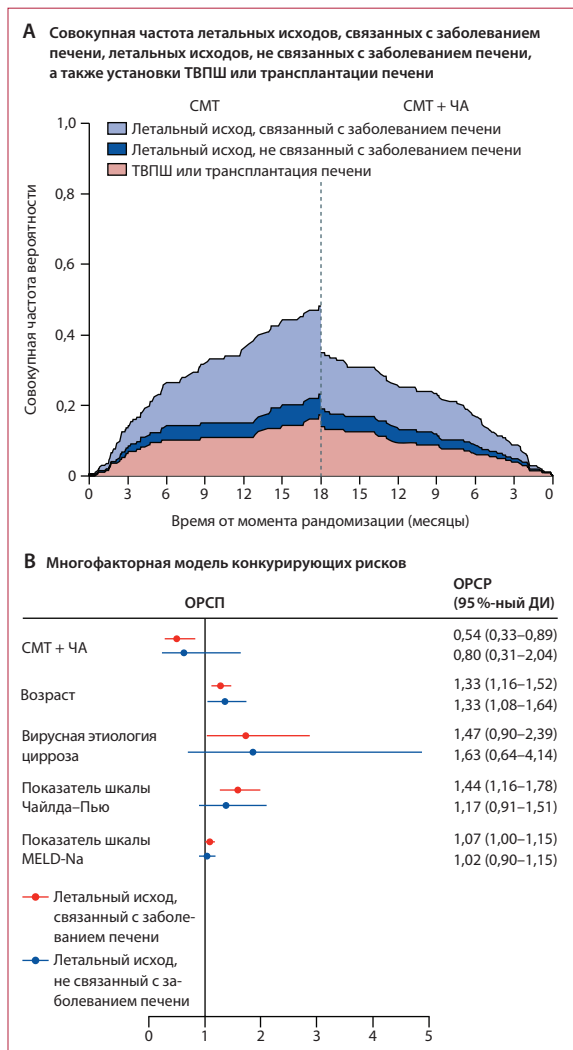 A Совокупная частота летальных исходов, связанных с заболеванием
печени, летальных исходов, не связанных с заболеванием печени,
а также установки ТВПШ или трансплантации печени
СМТ СМТ + ЧА
Летальный исход, связанный с заболеванием печени
Летальный исход, не связанный с заболеванием печени
ТВПШ или трансплантация печени
Совокупная частота вероятности
1,0
0,8
0,6
0,4
0,2
0
0 3 6 9 12 15 18 15 12 9 6 3 0
Время от момента рандомизации (месяцы)
B Многофакторная модель конкурирующих рисков
ОРСП
ОРСР
(95 %-ный ДИ)
СМТ + ЧА
0,54 (0,33–0,89)
0,80 (0,31–2,04)
Возраст
1,33 (1,16–1,52)
1,33 (1,08–1,64)
Вирусная этиология
цирроза
1,47 (0,90–2,39)
1,63 (0,64–4,14)
Показатель шкалы
Чайлда–Пью
1,44 (1,16–1,78)
1,17 (0,91–1,51)
Показатель шкалы
MELD-Na
1,07 (1,00–1,15)
1,02 (0,90–1,15)
Летальный исход,
связанный с заболе-
ванием печени
Летальный исход,
не связанный с за-
болеванием печени
0 1 2 3 4 5